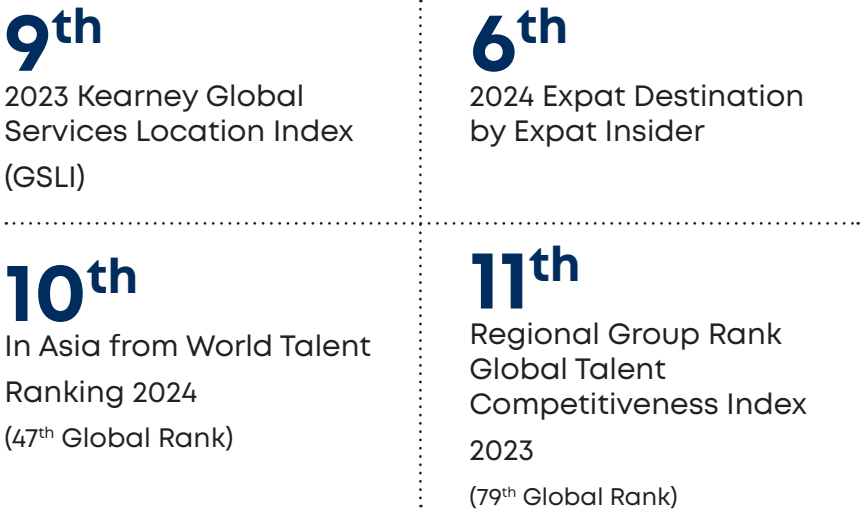 9th
2023 Kearney Global
Services Location Index
(GSLI)
6th
2024 Expat Destination
by Expat Insider
10th
In Asia from World Talent
Ranking 2024
(47th Global Rank)
11th
Regional Group Rank
Global Talent
Competitiveness Index
2023
(79th Global Rank)